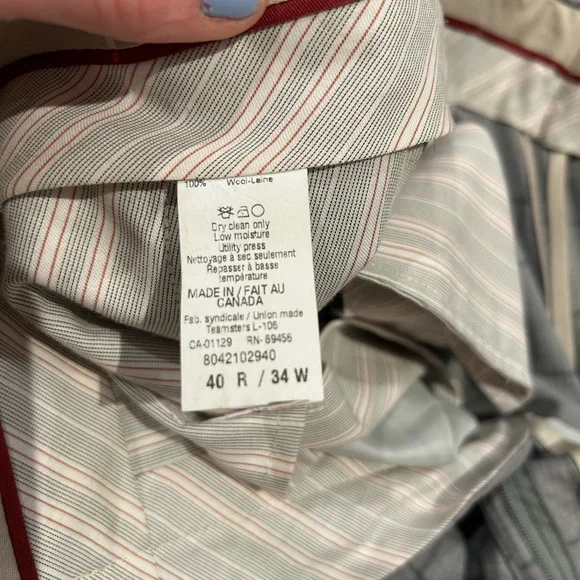 100% Wool-Laine
Dry clean only
Low moisture
Utility press
Nettoyage à sec seulement
Repasser à basse
température
MADE IN / FAIT AU
CANADA
Fab. syndicale / Union made
Teamsters L-106
CA-01129 RN- 69456
8042102940
40 R / 34 W